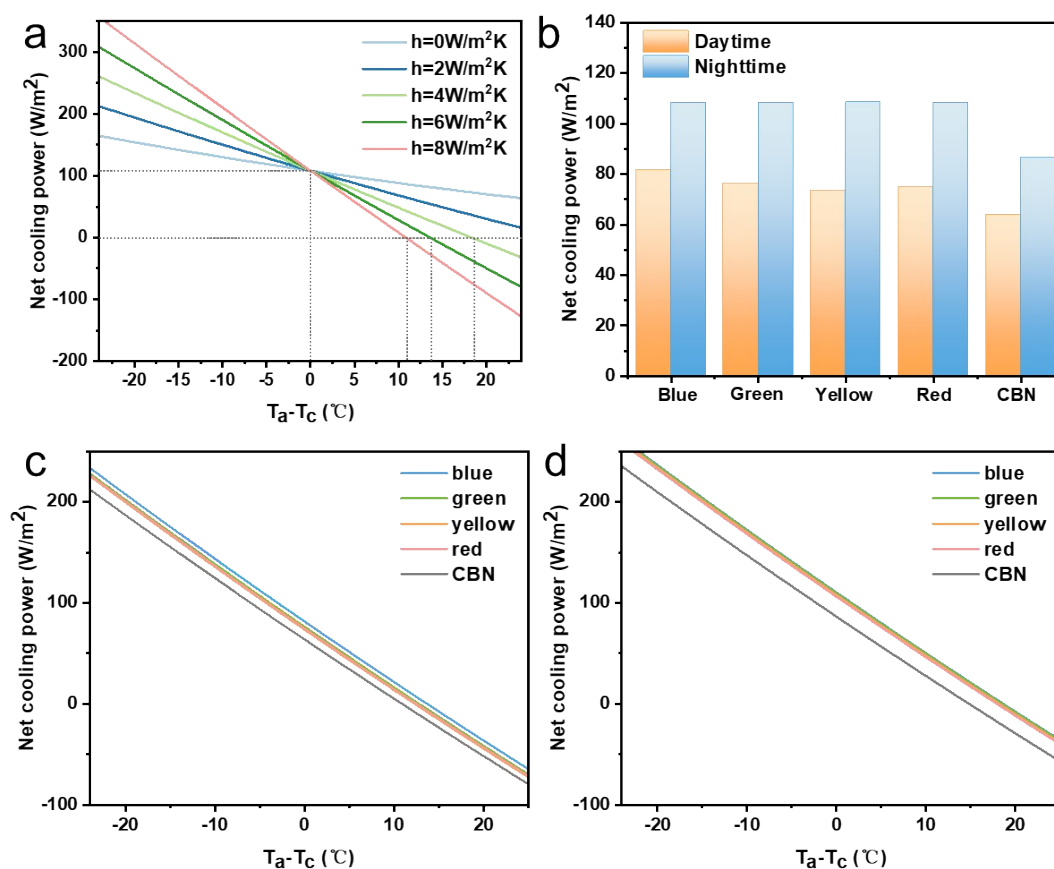 a
h=0W/m²K
h=2W/m²K
h=4W/m²K
h=6W/m²K
h=8W/m²K
300
200
100
0
-100
-200
-20 -15 -10 -5 0 5 10 15 20
Net cooling power (W/m²)
Ta-Tc (℃)
b
Daytime
Nighttime
140
120
100
80
60
40
20
0
Blue Green Yellow Red CBN
Net cooling power (W/m²)
c
blue
green
yellow
red
CBN
200
100
0
-100
-20 -10 0 10 20
Net cooling power (W/m²)
Ta-Tc (℃)
d
blue
green
yellow
red
CBN
200
100
0
-100
-20 -10 0 10 20
Net cooling power (W/m²)
Ta-Tc (℃)